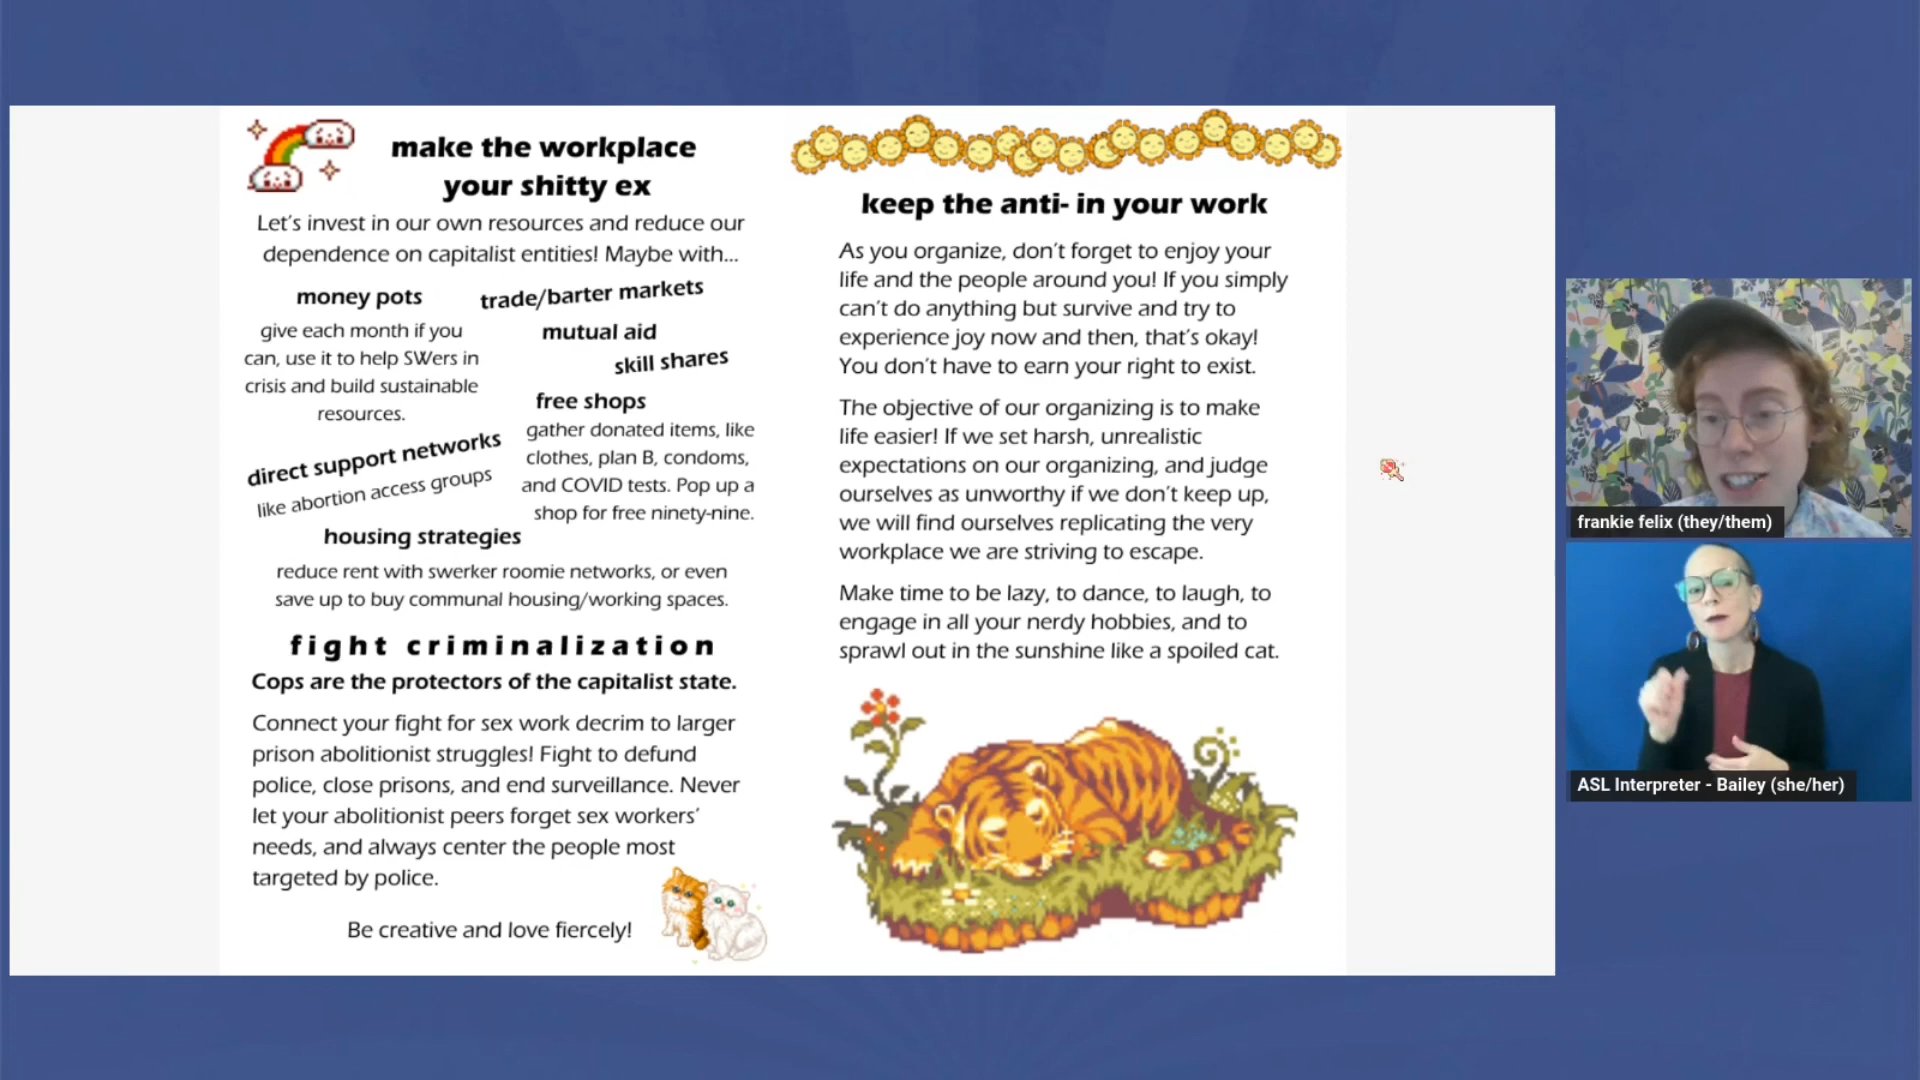 make the workplace
your shitty ex
Let's invest in our own resources and reduce our
dependence on capitalist entities! Maybe with...
money pots
give each month if you
can, use it to help SWers in
crisis and build sustainable
resources.
trade/barter markets
mutual aid
skill shares
free shops
gather donated items, like
clothes, plan B, condoms,
and COVID tests. Pop up a
shop for free ninety-nine.
direct support networks
like abortion access groups
housing strategies
reduce rent with swerker roomie networks, or even
save up to buy communal housing/working spaces.
fight criminalization
Cops are the protectors of the capitalist state.
Connect your fight for sex work decrim to larger
prison abolitionist struggles! Fight to defund
police, close prisons, and end surveillance. Never
let your abolitionist peers forget sex workers'
needs, and always center the people most
targeted by police.
Be creative and love fiercely!
keep the anti- in your work
As you organize, don't forget to enjoy your
life and the people around you! If you simply
can't do anything but survive and try to
experience joy now and then, that's okay!
You don't have to earn your right to exist.
The objective of our organizing is to make
life easier! If we set harsh, unrealistic
expectations on our organizing, and judge
ourselves as unworthy if we don't keep up,
we will find ourselves replicating the very
workplace we are striving to escape.
Make time to be lazy, to dance, to laugh, to
engage in all your nerdy hobbies, and to
sprawl out in the sunshine like a spoiled cat.
frankie felix (they/them)
ASL Interpreter - Bailey (she/her)